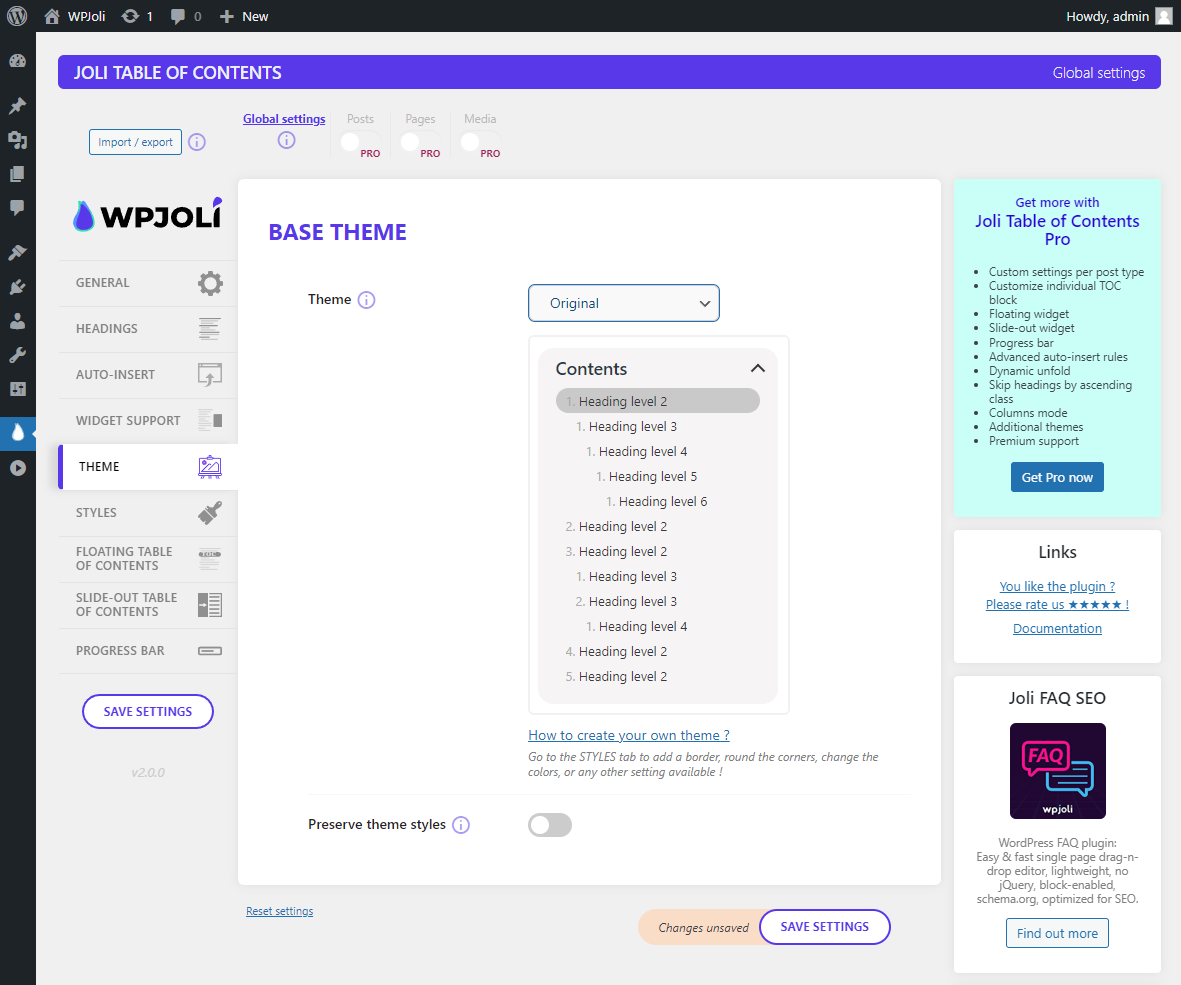 WPJoli
1
0
New
Howdy, admin
JOLI TABLE OF CONTENTS
Global settings
Import / export
Global settings
Posts
PRO
Pages
PRO
Media
PRO
WPJOLI
GENERAL
HEADINGS
AUTO-INSERT
WIDGET SUPPORT
THEME
STYLES
FLOATING TABLE
OF CONTENTS
TOC
SLIDE-OUT TABLE
OF CONTENTS
PROGRESS BAR
SAVE SETTINGS
v2.0.0
BASE THEME
Theme
Original
Contents
1. Heading level 2
1. Heading level 3
1. Heading level 4
1. Heading level 5
1. Heading level 6
2. Heading level 2
3. Heading level 2
1. Heading level 3
2. Heading level 3
1. Heading level 4
4. Heading level 2
5. Heading level 2
How to create your own theme ?
Go to the STYLES tab to add a border, round the corners, change the
colors, or any other setting available !
Preserve theme styles
Reset settings
Changes unsaved
SAVE SETTINGS
Get more with
Joli Table of Contents
Pro
Custom settings per post type
Customize individual TOC
block
Floating widget
Slide-out widget
Progress bar
Advanced auto-insert rules
Dynamic unfold
Skip headings by ascending
class
Columns mode
Additional themes
Premium support
Get Pro now
Links
You like the plugin ?
Please rate us ★★★★★ !
Documentation
Joli FAQ SEO
FAQ
wpjoli
WordPress FAQ plugin:
Easy & fast single page drag-n-
drop editor, lightweight, no
jQuery, block-enabled,
schema.org, optimized for SEO.
Find out more